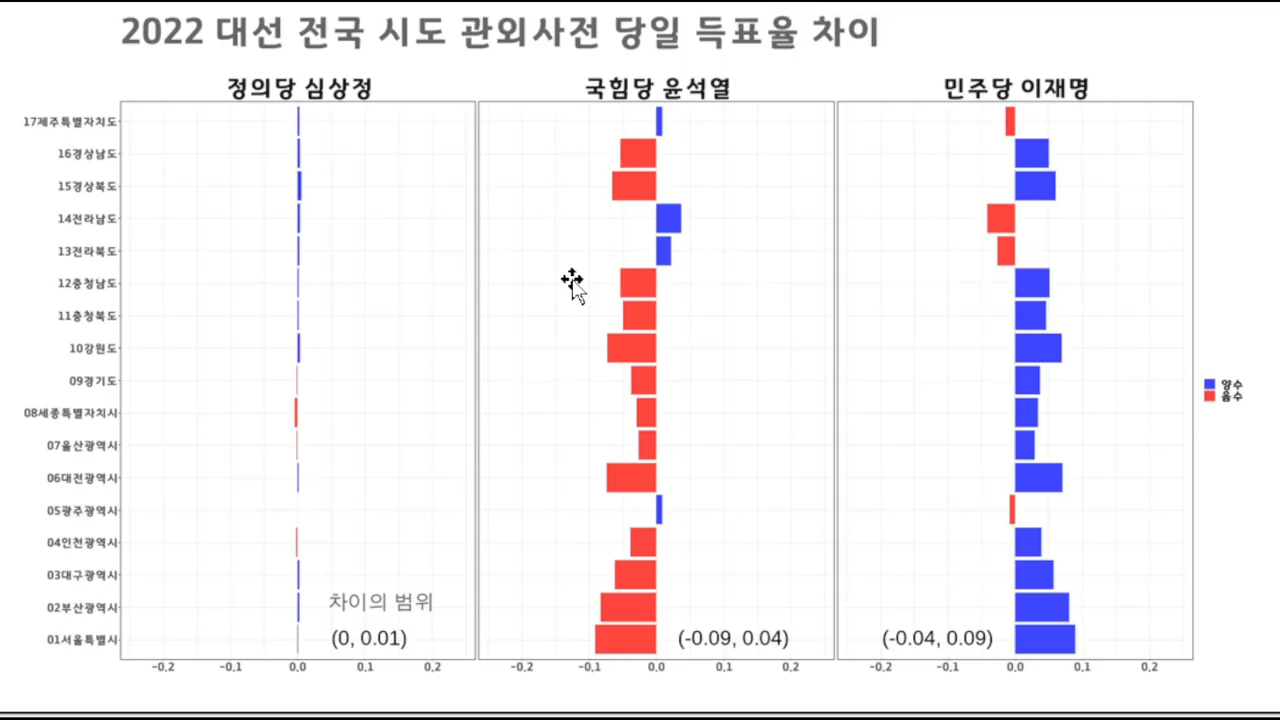 2022 대선 전국 시도 관외사전 당일 득표율 차이
정의당 심상정
국힘당 윤석열
민주당 이재명
17제주특별자치도
16경상남도
15경상북도
14전라남도
13전라북도
12충청남도
11충청북도
10강원도
09경기도
08세종특별자치시
07울산광역시
06대전광역시
05광주광역시
04인천광역시
03대구광역시
02부산광역시
01서울특별시
차이의 범위
(0, 0.01)
(-0.09, 0.04)
(-0.04, 0.09)
-0.2 -0.1 0.0 0.1 0.2
-0.2 -0.1 0.0 0.1 0.2
-0.2 -0.1 0.0 0.1 0.2
양수
음수